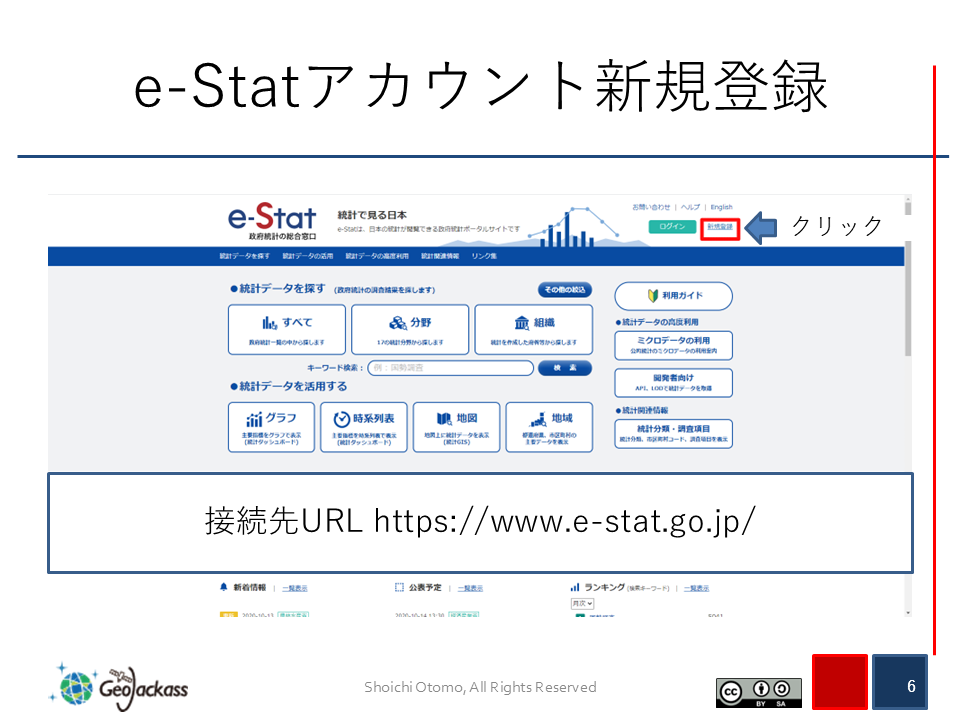 e-Statアカウント新規登録
e-Stat
政府統計の総合窓口
統計で見る日本
e-Statは、日本の統計が閲覧できる政府統計ポータルサイトです
お問い合わせ | ヘルプ | English
ログイン
新規登録
クリック
統計データを探す 統計データの活用 統計データの高度利用 統計関連情報 リンク集
●統計データを探す (政府統計の調査結果を探します)
その他の絞込
すべて
政府統計一覧の中から探します
分野
17の統計分野から探します
組織
統計を作成した府省等から探します
キーワード検索：
例：国勢調査
検 索
●統計データを活用する
グラフ
主要指標をグラフで表示
(統計ダッシュボード)
時系列表
主要指標を時系列表で表示
(統計ダッシュボード)
地図
地図上に統計データを表示
(統計GIS)
地域
都道府県、市区町村の
主要データを表示
利用ガイド
●統計データの高度利用
ミクロデータの利用
公的統計のミクロデータの利用案内
開発者向け
API、LODで統計データを取得
●統計関連情報
統計分類・調査項目
統計分類、市区町村コード、調査項目を表示
接続先URL https://www.e-stat.go.jp/
新着情報 | 一覧表示
公表予定 | 一覧表示
ランキング (検索キーワード) | 一覧表示
月次
2020-10-13
2020-10-14 13:30
GeoJackass
Shoichi Otomo, All Rights Reserved
cc
BY SA
6